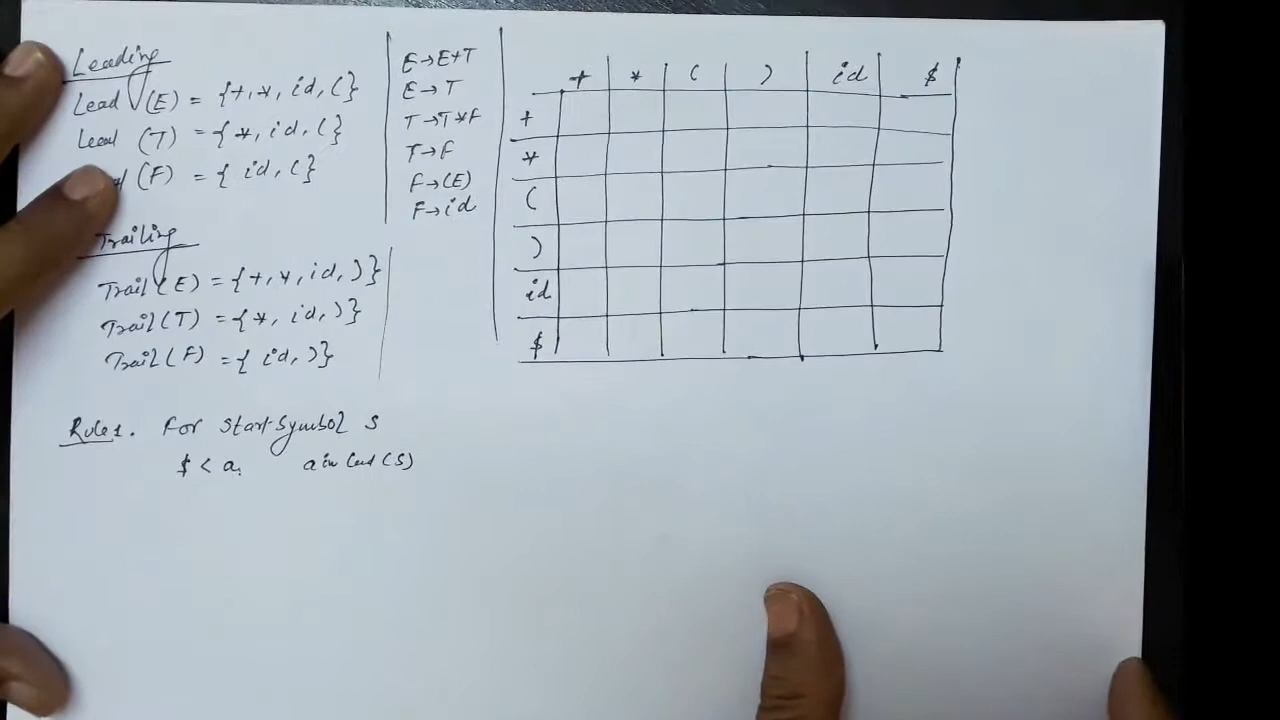 Leading
Lead (E) = {+, *, id, (}
Lead (T) = { *, id, (}
(F) = { id, (}
Trailing
Trail (E) = {+, *, id, )}
Trail (T) = {*, id, )}
Trail (F) = { id, )}
Rule 1. For start symbol S
$ < a, a in Lead (S)
E → E+T
E → T
T → T*F
T → F
F → (E)
F → id
+ * ( ) id $
+
*
(
)
id
$